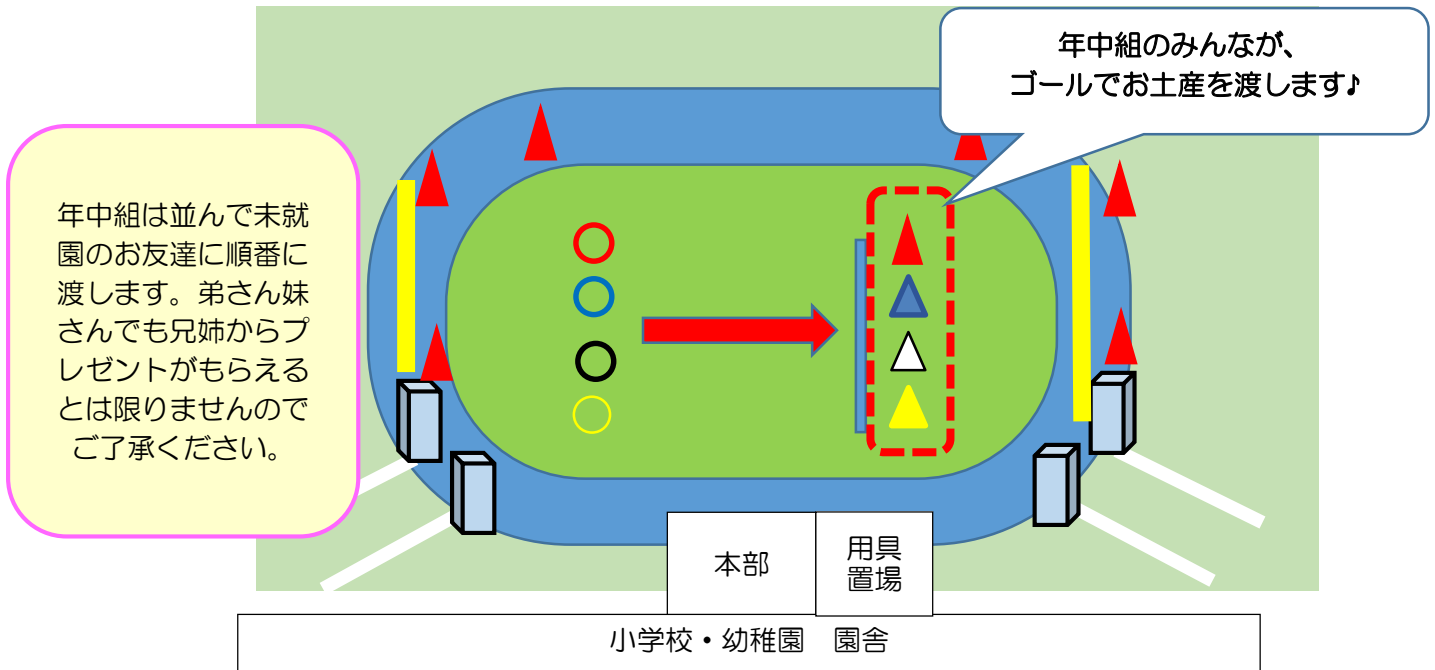 年中組のみんなが、
ゴールでお土産を渡します♪
年中組は並んで未就
園のお友達に順番に
渡します。弟さん妹
さんでも兄姉からプ
レゼントがもらえる
とは限りませんので
ご了承ください。
本部
用具
置場
小学校・幼稚園　園舎